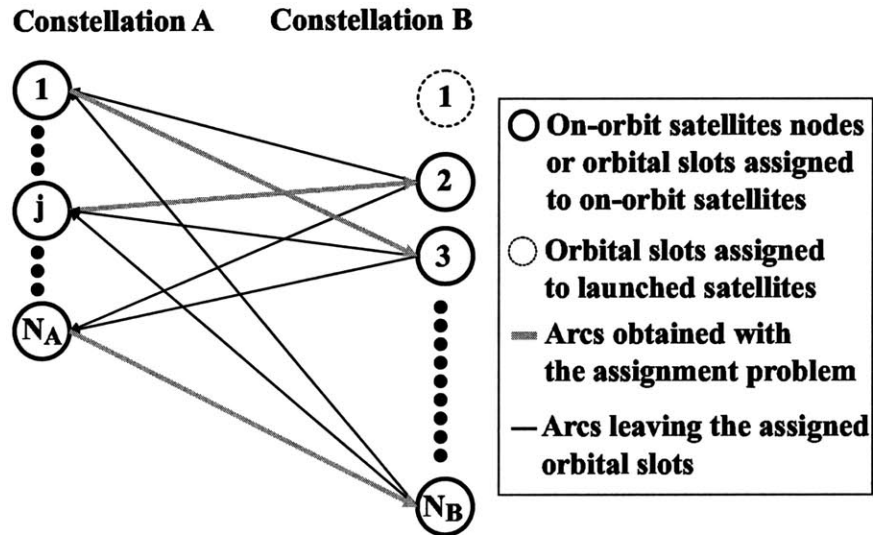 Constellation A
Constellation B
1
j
N_A
1
2
3
N_B
On-orbit satellites nodes
or orbital slots assigned
to on-orbit satellites
Orbital slots assigned
to launched satellites
Arcs obtained with
the assignment problem
Arcs leaving the assigned
orbital slots